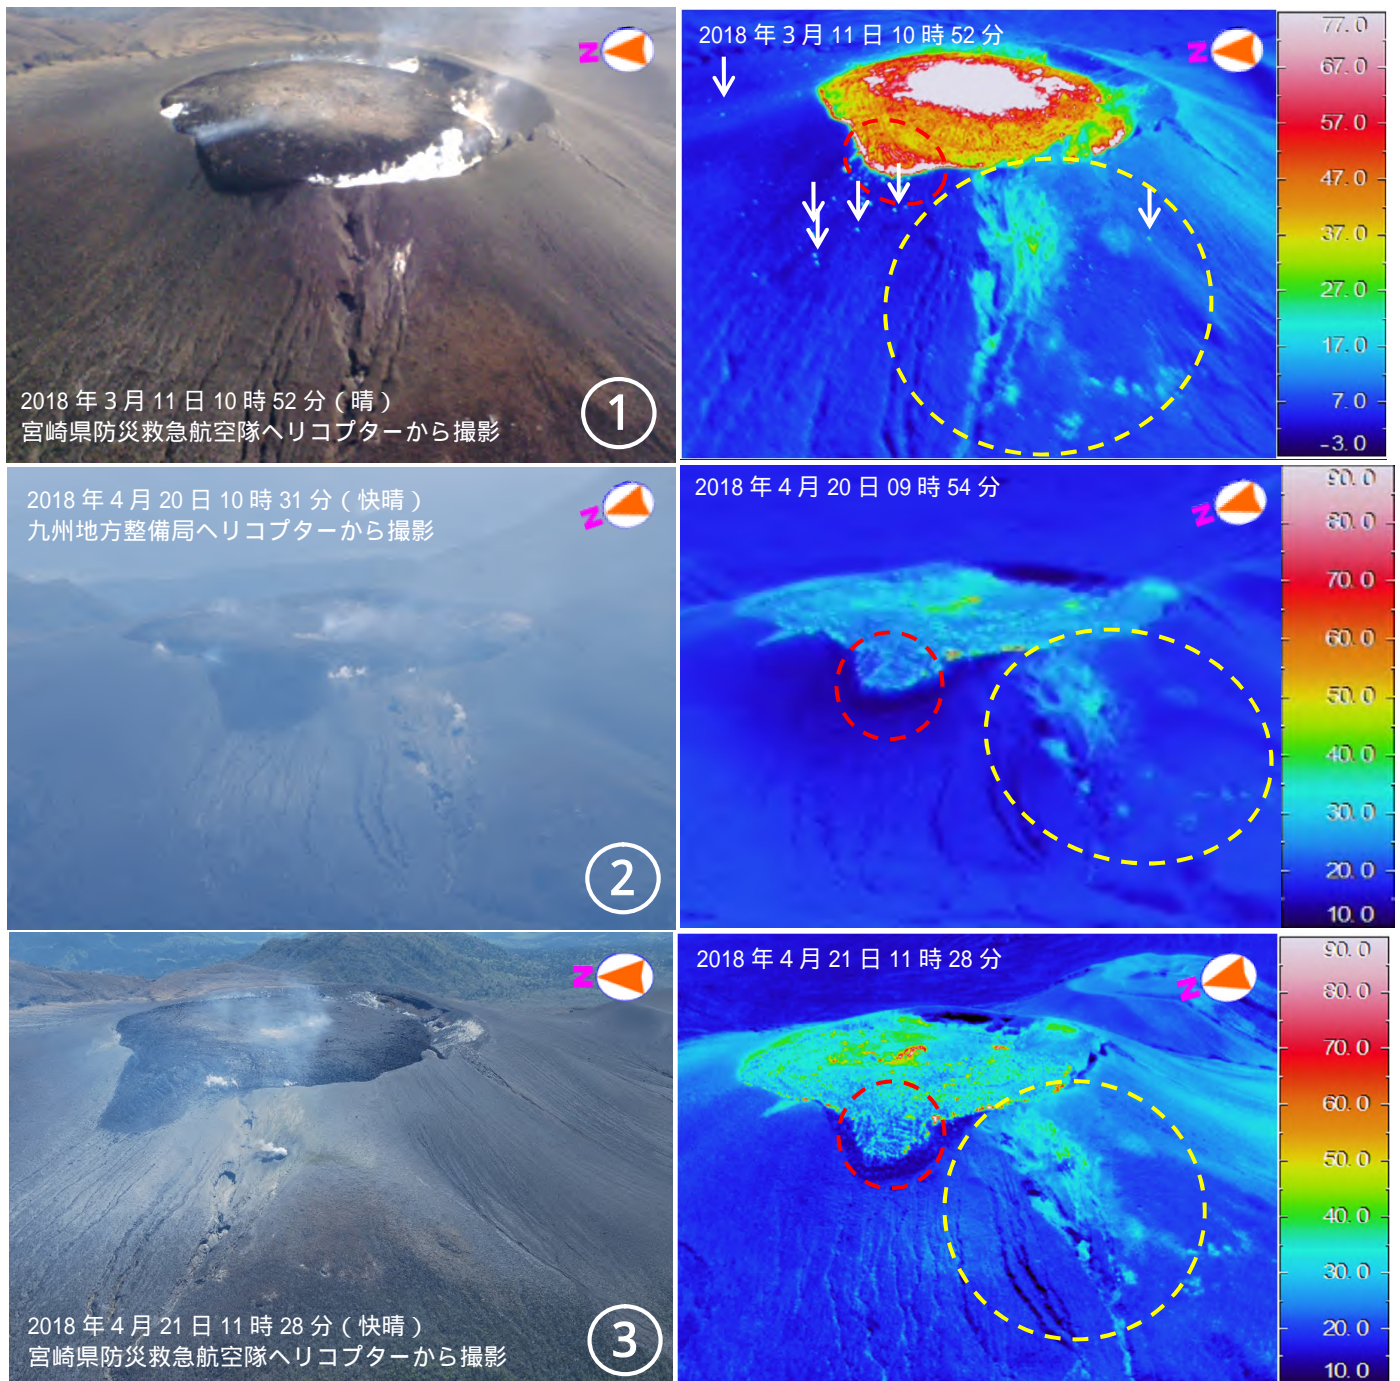 N
2018 年 3 月 11 日 10 時 52 分（晴）
宮崎県防災救急航空隊ヘリコプターから撮影
1
2018 年 3 月 11 日 10 時 52 分
N
77.0
67.0
57.0
47.0
37.0
27.0
17.0
7.0
-3.0
2018 年 4 月 20 日 10 時 31 分（快晴）
九州地方整備局ヘリコプターから撮影
N
2
2018 年 4 月 20 日 09 時 54 分
N
90.0
80.0
70.0
60.0
50.0
40.0
30.0
20.0
10.0
N
2018 年 4 月 21 日 11 時 28 分（快晴）
宮崎県防災救急航空隊ヘリコプターから撮影
3
2018 年 4 月 21 日 11 時 28 分
N
90.0
80.0
70.0
60.0
50.0
40.0
30.0
20.0
10.0